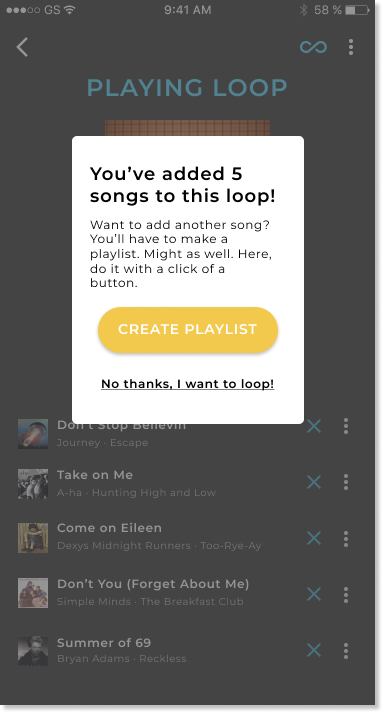 GS 9:41 AM 58 %
PLAYING LOOP
You’ve added 5
songs to this loop!
Want to add another song?
You’ll have to make a
playlist. Might as well. Here,
do it with a click of a
button.
CREATE PLAYLIST
No thanks, I want to loop!
Don’t Stop Believin
Journey · Escape
Take on Me
A-ha · Hunting High and Low
Come on Eileen
Dexys Midnight Runners · Too-Rye-Ay
Don’t You (Forget About Me)
Simple Minds · The Breakfast Club
Summer of 69
Bryan Adams · Reckless